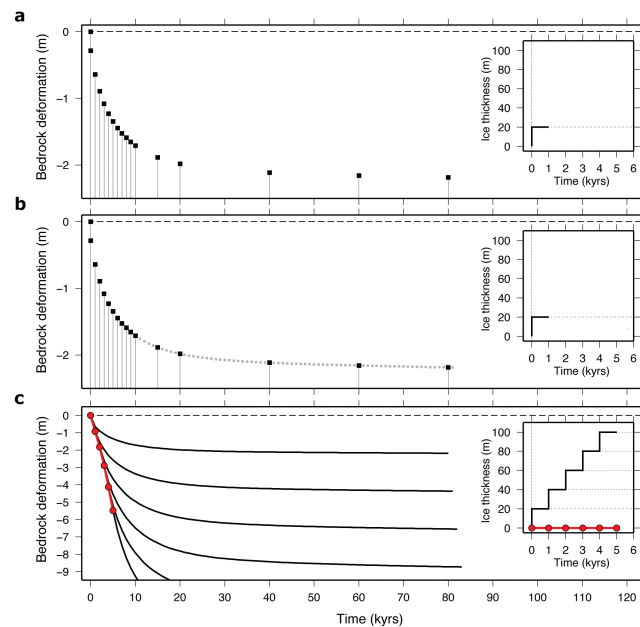 a
0
−1
−2
Bedrock deformation (m)
100
80
60
40
20
0
Ice thickness (m)
0 1 2 3 4 5 6
Time (kyrs)
b
0
−1
−2
Bedrock deformation (m)
100
80
60
40
20
0
Ice thickness (m)
0 1 2 3 4 5 6
Time (kyrs)
c
0
−1
−2
−3
−4
−5
−6
−7
−8
−9
Bedrock deformation (m)
100
80
60
40
20
0
Ice thickness (m)
0 1 2 3 4 5 6
Time (kyrs)
0 10 20 30 40 50 60 70 80 90 100 110 120
Time (kyrs)